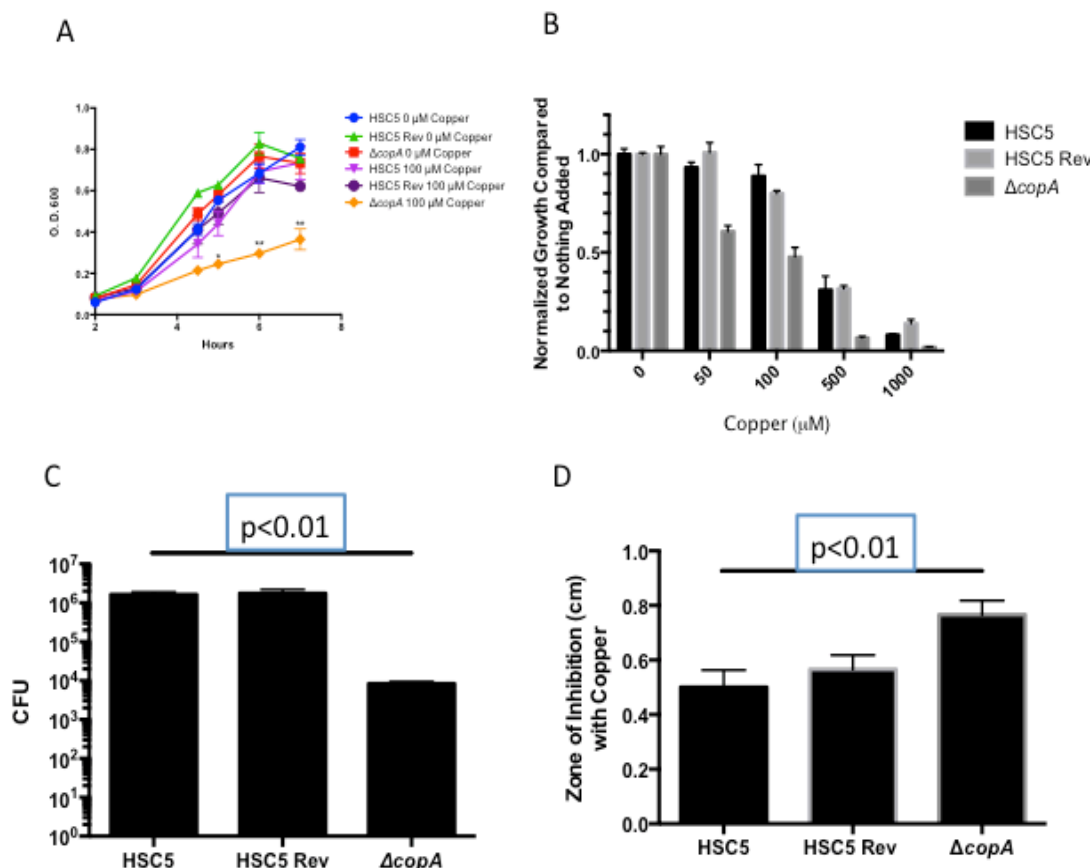 A
O.D. 600
1.0
0.8
0.6
0.4
0.2
0.0
2
4
6
8
Hours
*
**
**
HSC5 0 µM Copper
HSC5 Rev 0 µM Copper
ΔcopA 0 µM Copper
HSC5 100 µM Copper
HSC5 Rev 100 µM Copper
ΔcopA 100 µM Copper
B
Normalized Growth Compared
to Nothing Added
1.0
0.5
0.0
0
50
100
500
1000
Copper (µM)
HSC5
HSC5 Rev
ΔcopA
C
p<0.01
CFU
10⁷
10⁶
10⁵
10⁴
10³
10²
10¹
10⁰
HSC5
HSC5 Rev
ΔcopA
D
p<0.01
Zone of Inhibition (cm)
with Copper
1.0
0.8
0.6
0.4
0.2
0.0
HSC5
HSC5 Rev
ΔcopA